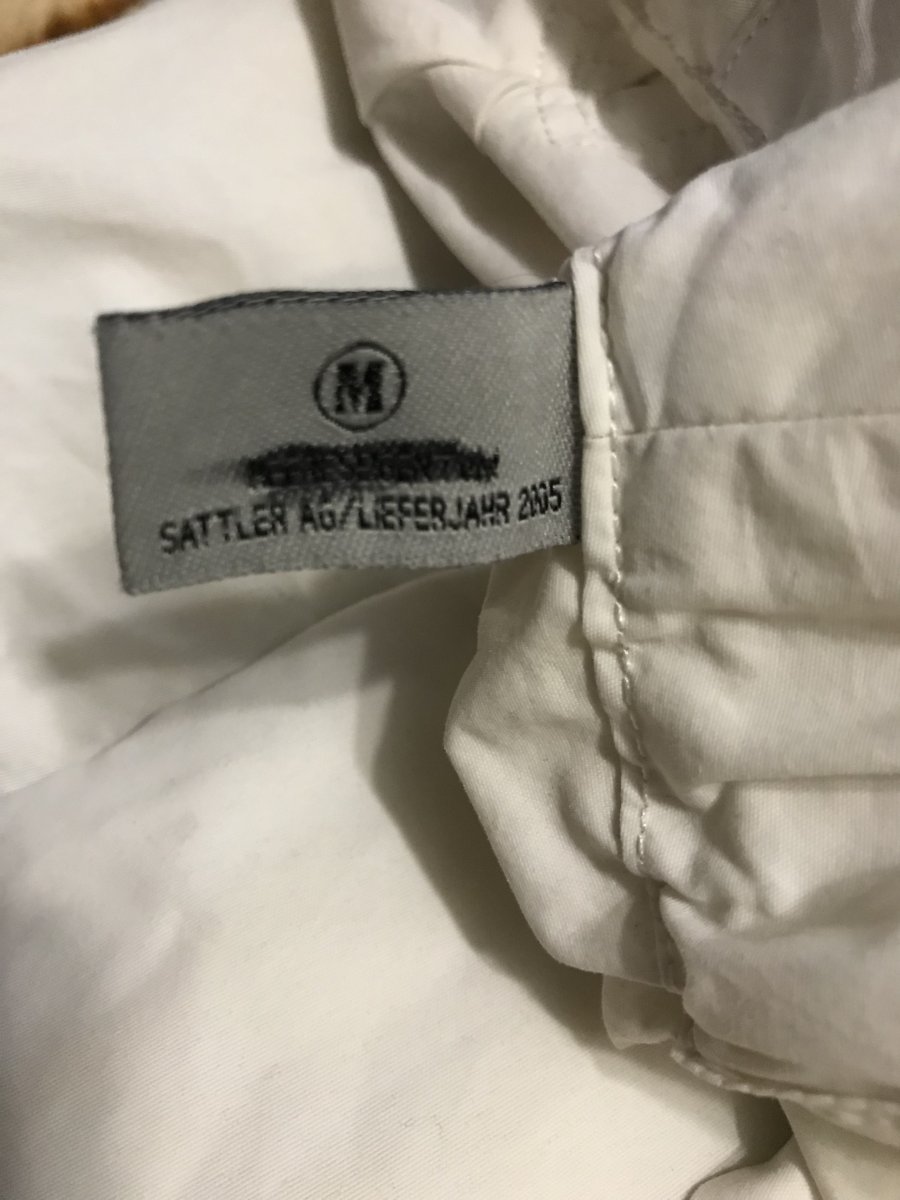 M
SATTLER AG/LIEFERJAHR 2005